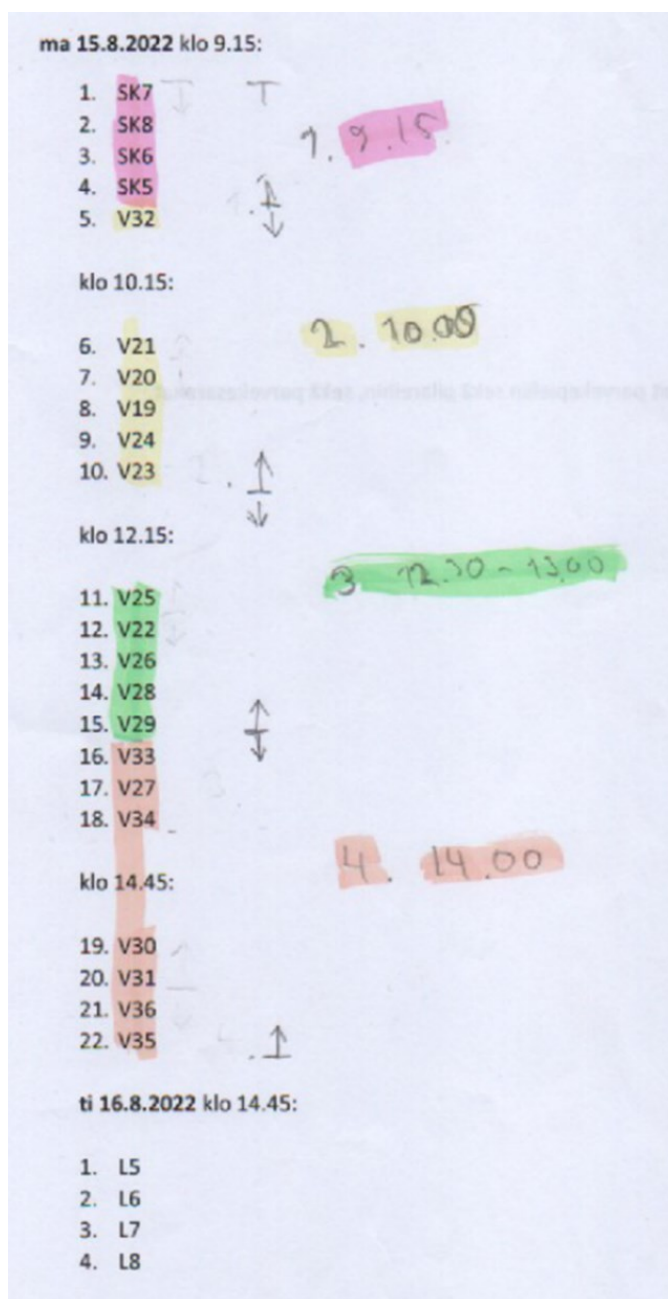 ma 15.8.2022 klo 9.15:
1. SK7
2. SK8
1. 9.15
3. SK6
4. SK5
5. V32
klo 10.15:
2. 10.00
6. V21
7. V20
8. V19
9. V24
10. V23
klo 12.15:
3. 12.30 - 13.00
11. V25
12. V22
13. V26
14. V28
15. V29
16. V33
17. V27
18. V34
4. 14.00
klo 14.45:
19. V30
20. V31
21. V36
22. V35
ti 16.8.2022 klo 14.45:
1. L5
2. L6
3. L7
4. L8